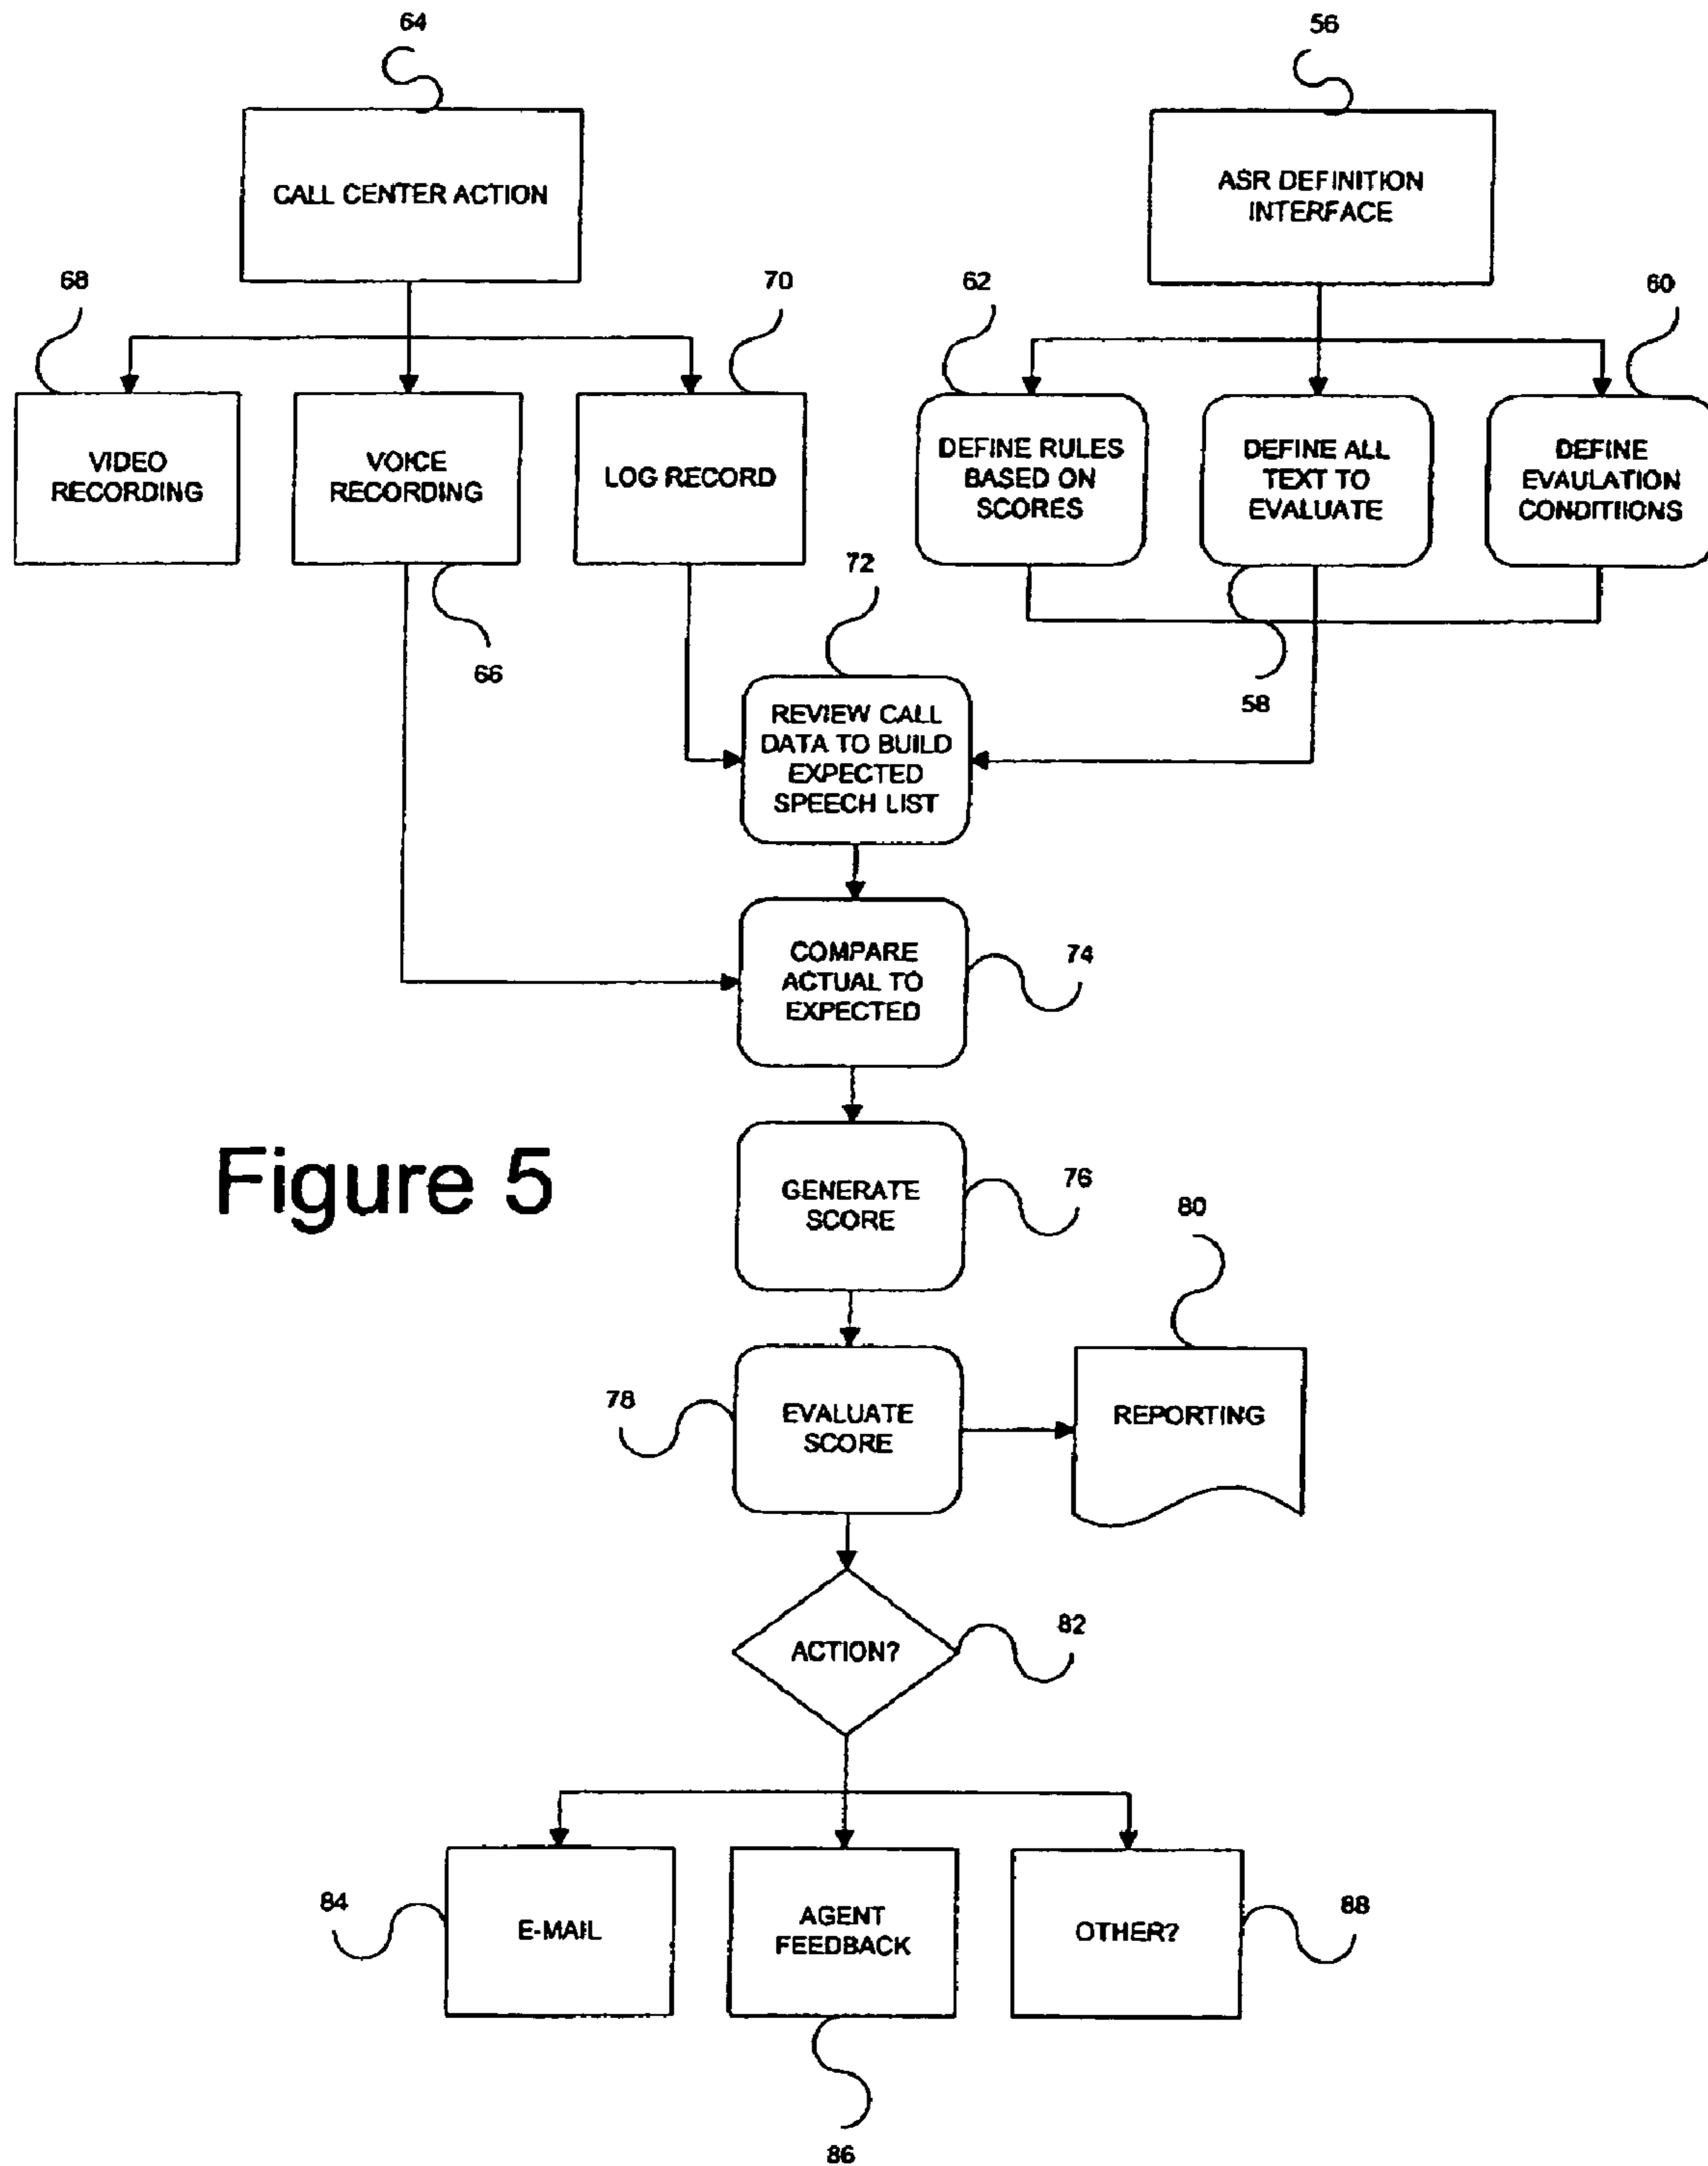 64
56
CALL CENTER ACTION
ASR DEFINITION
INTERFACE
68
70
62
60
VIDEO
RECORDING
VOICE
RECORDING
LOG RECORD
DEFINE RULES
BASED ON
SCORES
DEFINE ALL
TEXT TO
EVALUATE
DEFINE
EVAULATION
CONDITIIONS
72
66
58
REVIEW CALL
DATA TO BUILD
EXPECTED
SPEECH LIST
COMPARE
ACTUAL TO
EXPECTED
74
Figure 5
GENERATE
SCORE
76
80
78
EVALUATE
SCORE
REPORTING
ACTION?
82
84
E-MAIL
AGENT
FEEDBACK
OTHER?
88
86